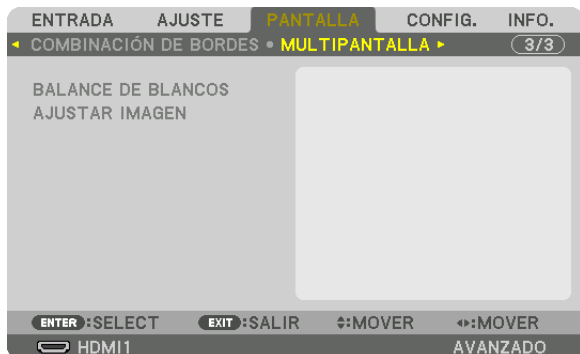 ENTRADA AJUSTE PANTALLA CONFIG. INFO.
COMBINACIÓN DE BORDES • MULTIPANTALLA 3/3
BALANCE DE BLANCOS
AJUSTAR IMAGEN
ENTER :SELECT EXIT :SALIR :MOVER :MOVER
HDMI1 AVANZADO